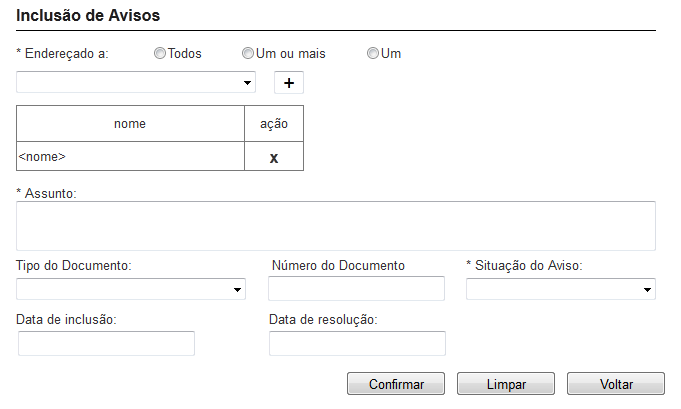 Inclusão de Avisos
* Endereçado a: Todos Um ou mais Um
+
nome ação
<nome> x
* Assunto:
Tipo do Documento: Número do Documento * Situação do Aviso:
Data de inclusão: Data de resolução:
Confirmar Limpar Voltar